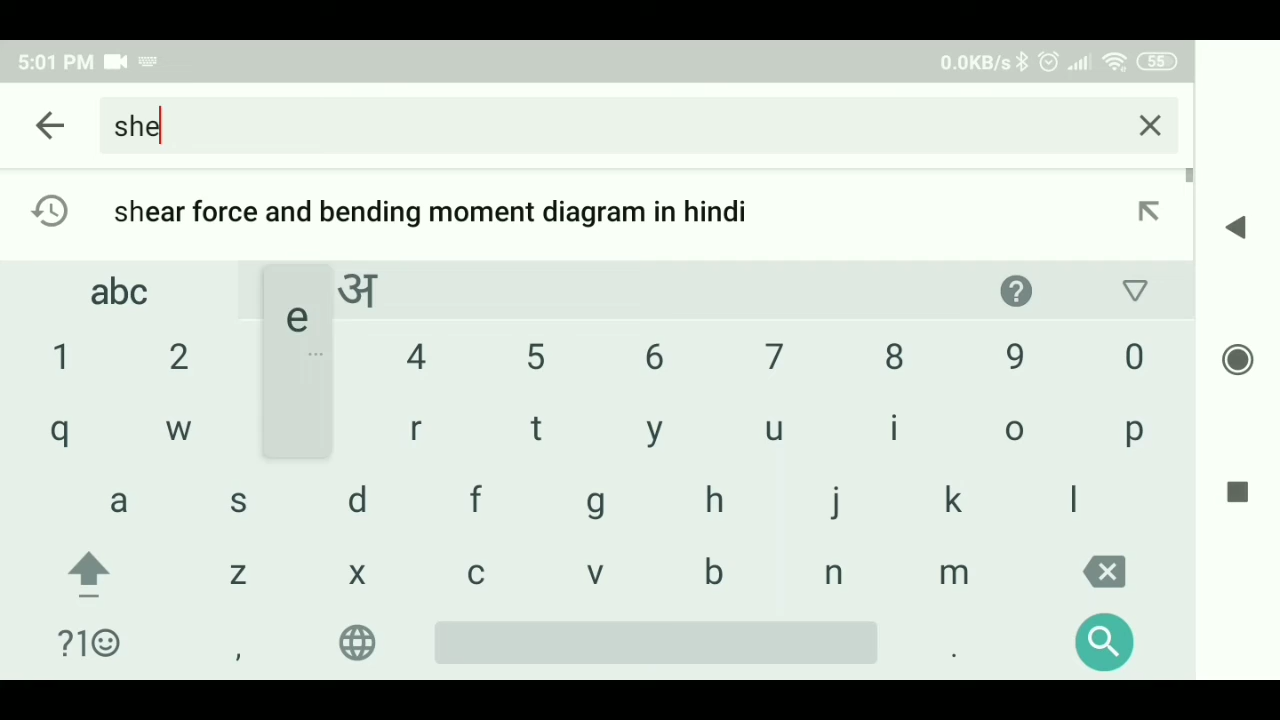 5:01 PM 0.0KB/s 55
she
shear force and bending moment diagram in hindi
abc e अ ?
1 2 4 5 6 7 8 9 0
q w r t y u i o p
a s d f g h j k l
z x c v b n m
?1 , .